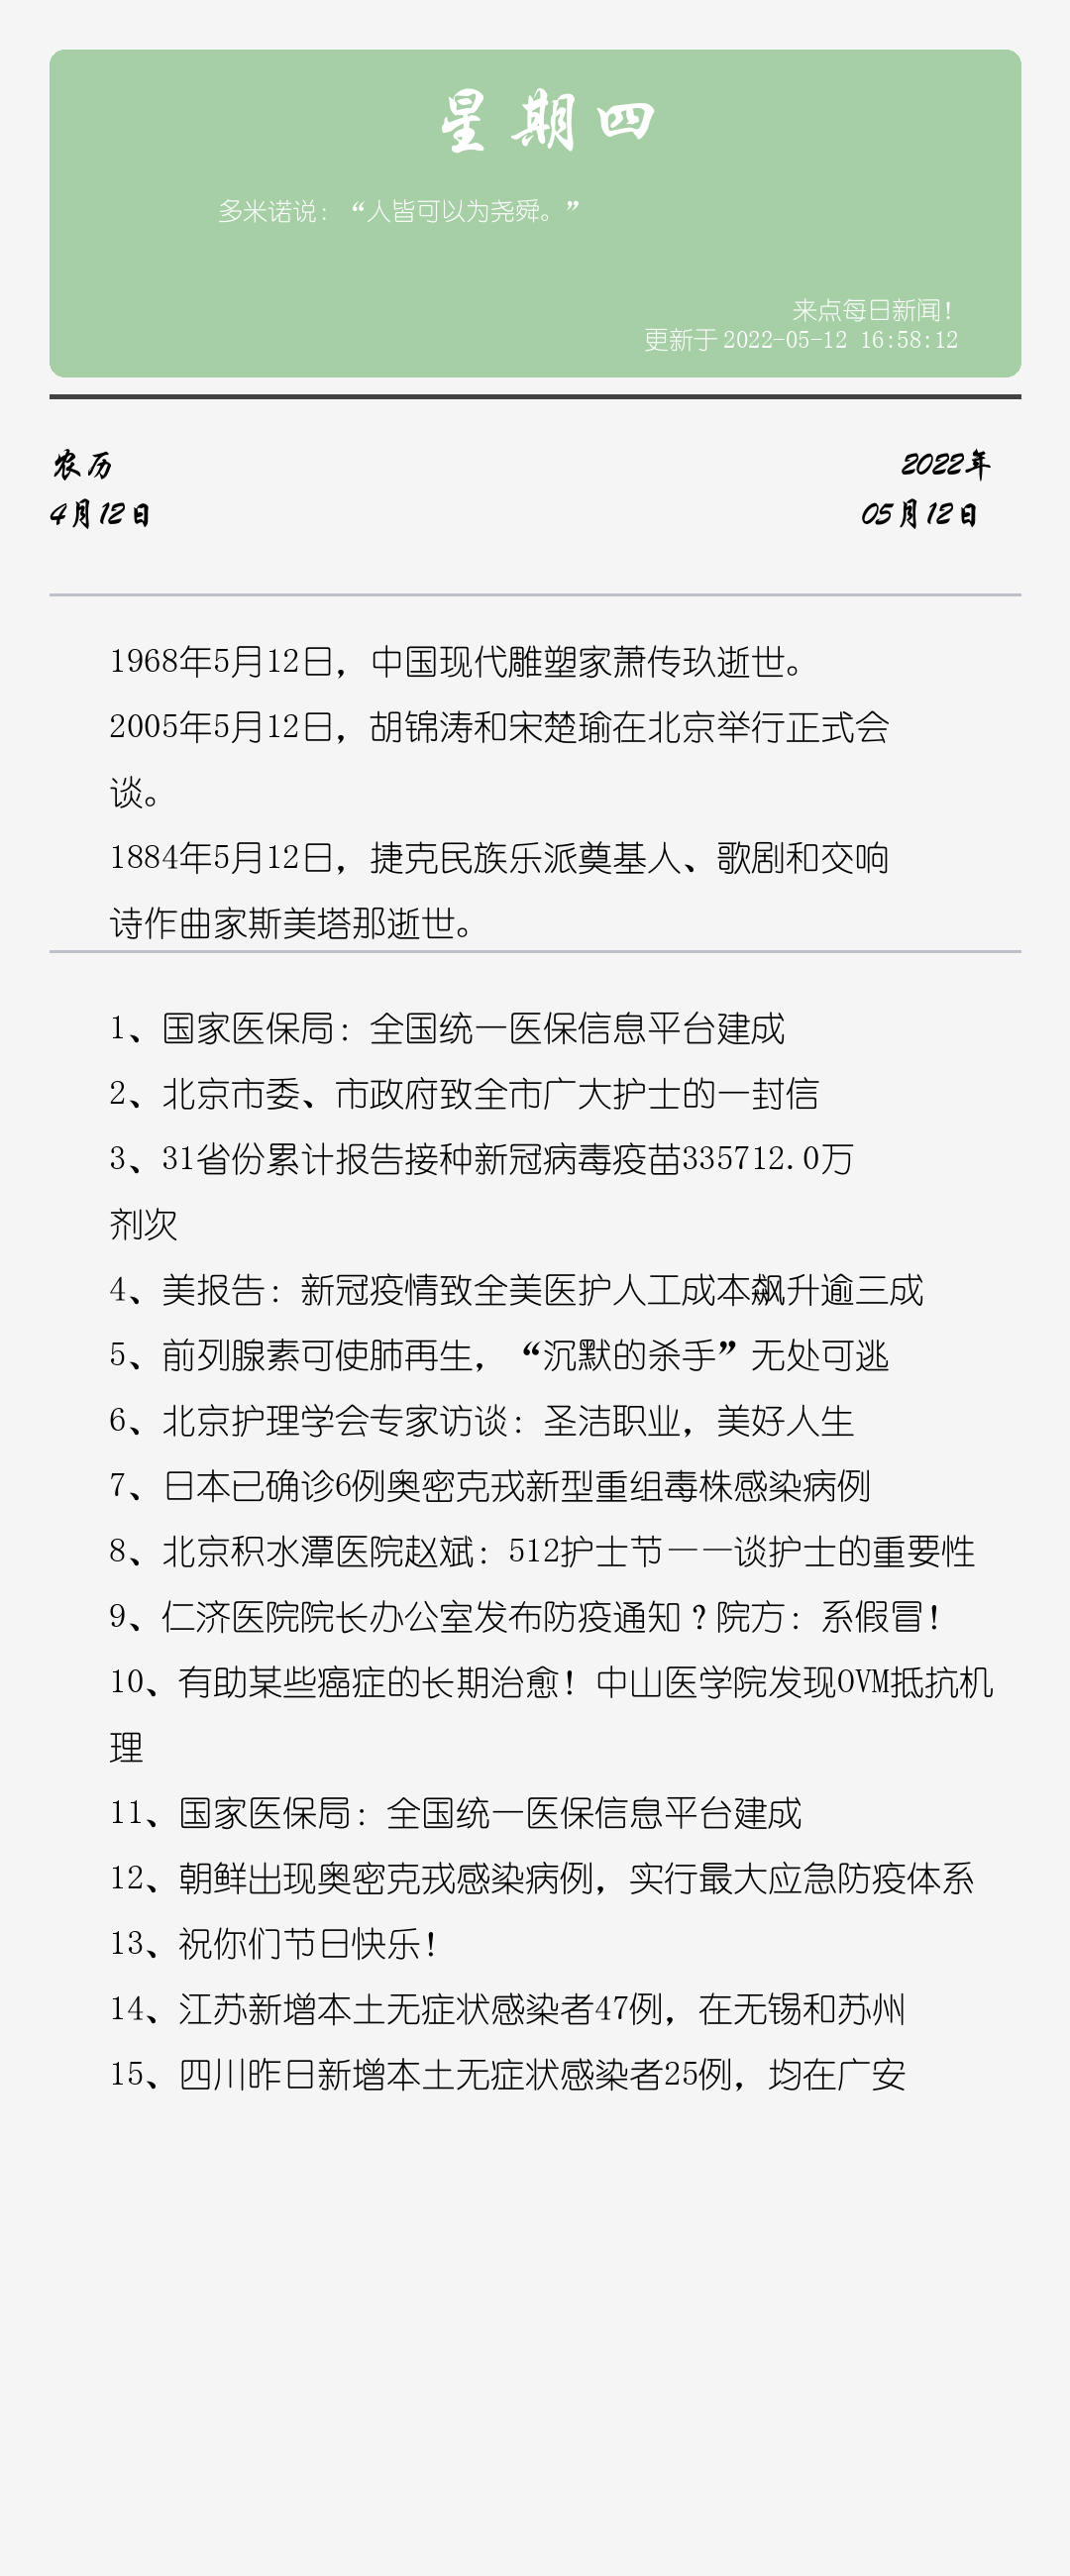 星期四
多米诺说：“人皆可以为尧舜。”
来点每日新闻！
更新于 2022-05-12 16:58:12
农历
2022年
4月12日
05月12日
1968年5月12日，中国现代雕塑家萧传玖逝世。
2005年5月12日，胡锦涛和宋楚瑜在北京举行正式会
谈。
1884年5月12日，捷克民族乐派奠基人、歌剧和交响
诗作曲家斯美塔那逝世。
1、国家医保局：全国统一医保信息平台建成
2、北京市委、市政府致全市广大护士的一封信
3、31省份累计报告接种新冠病毒疫苗335712.0万
剂次
4、美报告：新冠疫情致全美医护人工成本飙升逾三成
5、前列腺素可使肺再生，“沉默的杀手”无处可逃
6、北京护理学会专家访谈：圣洁职业，美好人生
7、日本已确诊6例奥密克戎新型重组毒株感染病例
8、北京积水潭医院赵斌：512护士节——谈护士的重要性
9、仁济医院院长办公室发布防疫通知？院方：系假冒！
10、有助某些癌症的长期治愈！中山医学院发现OVM抵抗机
理
11、国家医保局：全国统一医保信息平台建成
12、朝鲜出现奥密克戎感染病例，实行最大应急防疫体系
13、祝你们节日快乐！
14、江苏新增本土无症状感染者47例，在无锡和苏州
15、四川昨日新增本土无症状感染者25例，均在广安